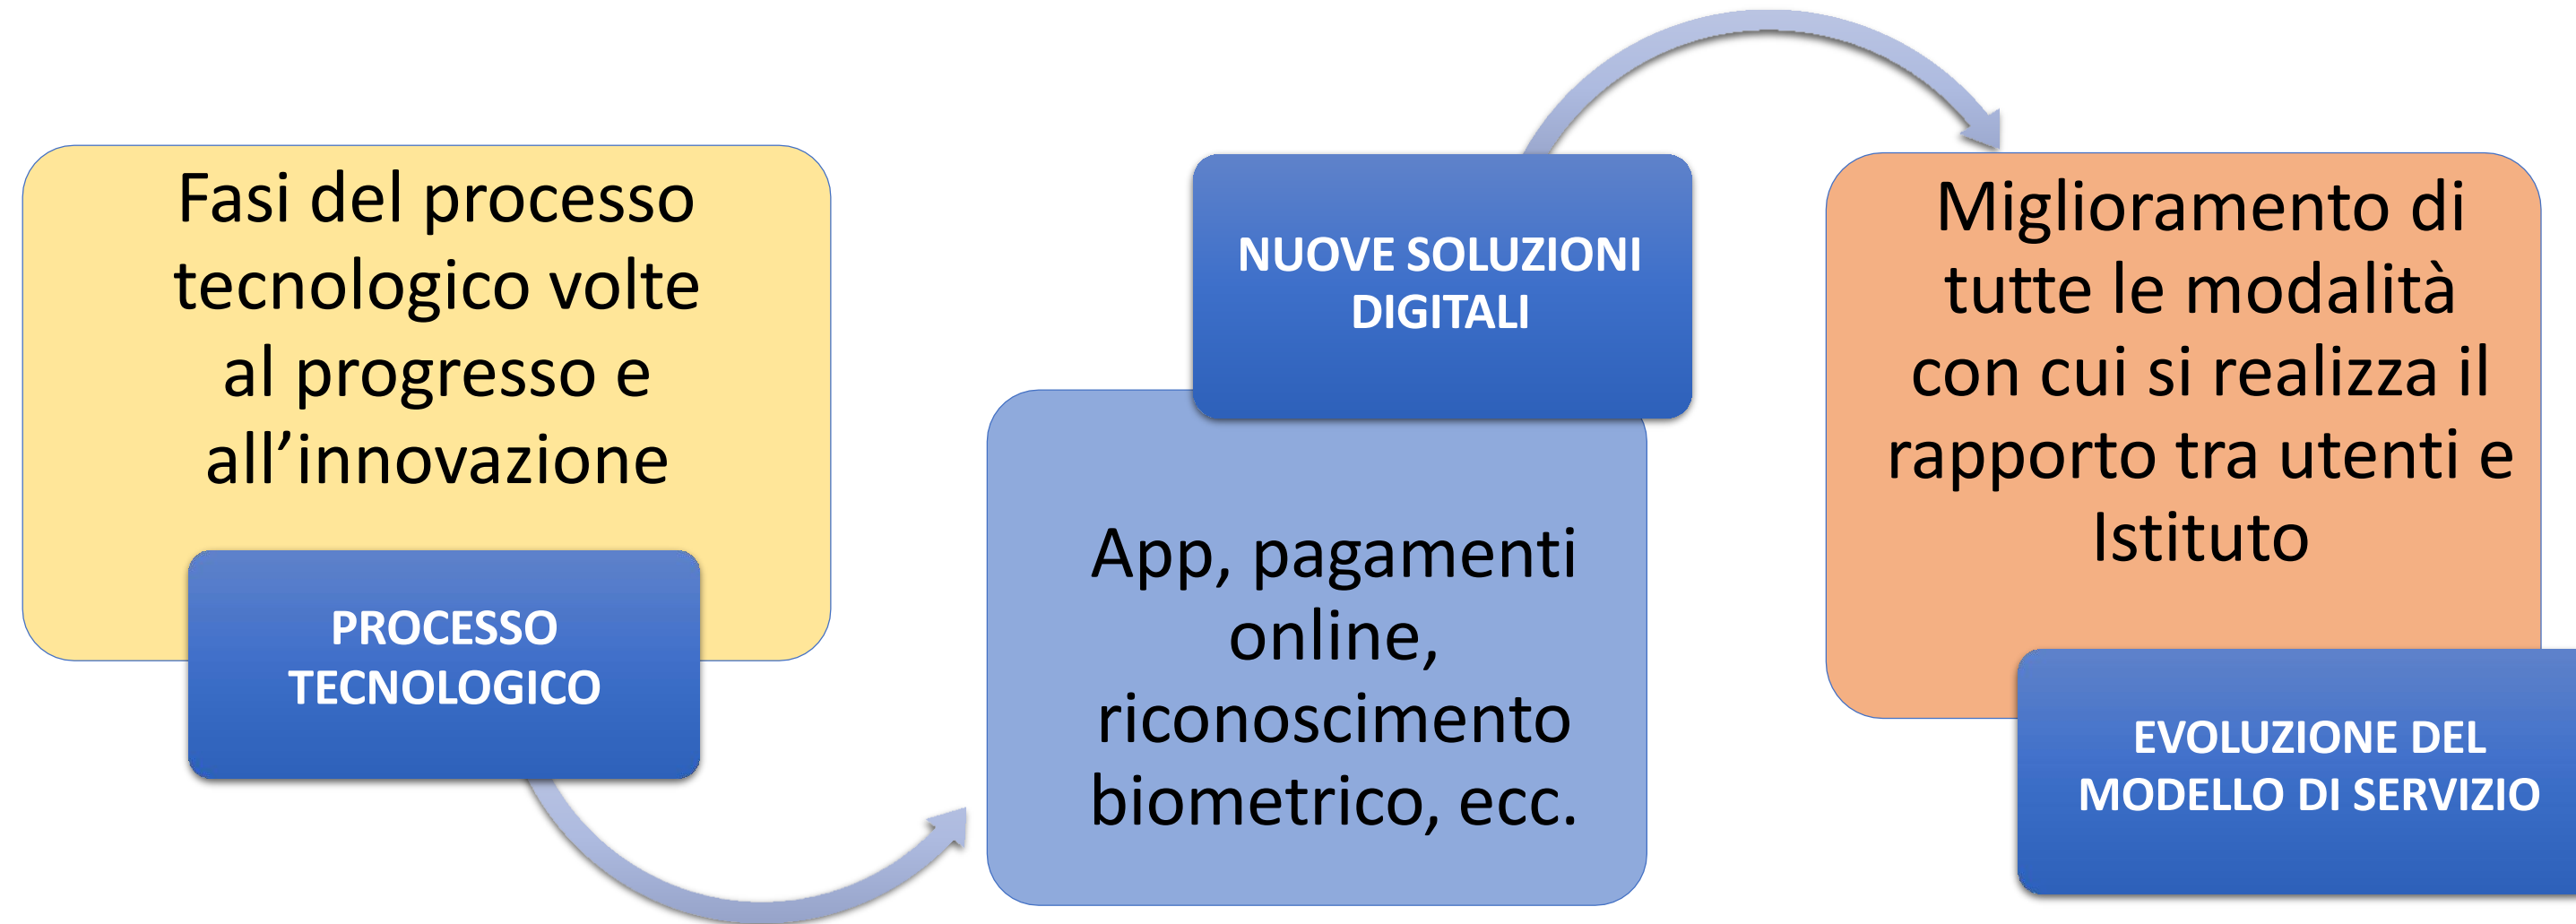 Fasi del processo
tecnologico volte
al progresso e
all’innovazione
PROCESSO
TECNOLOGICO
NUOVE SOLUZIONI
DIGITALI
App, pagamenti
online,
riconoscimento
biometrico, ecc.
Miglioramento di
tutte le modalità
con cui si realizza il
rapporto tra utenti e
Istituto
EVOLUZIONE DEL
MODELLO DI SERVIZIO